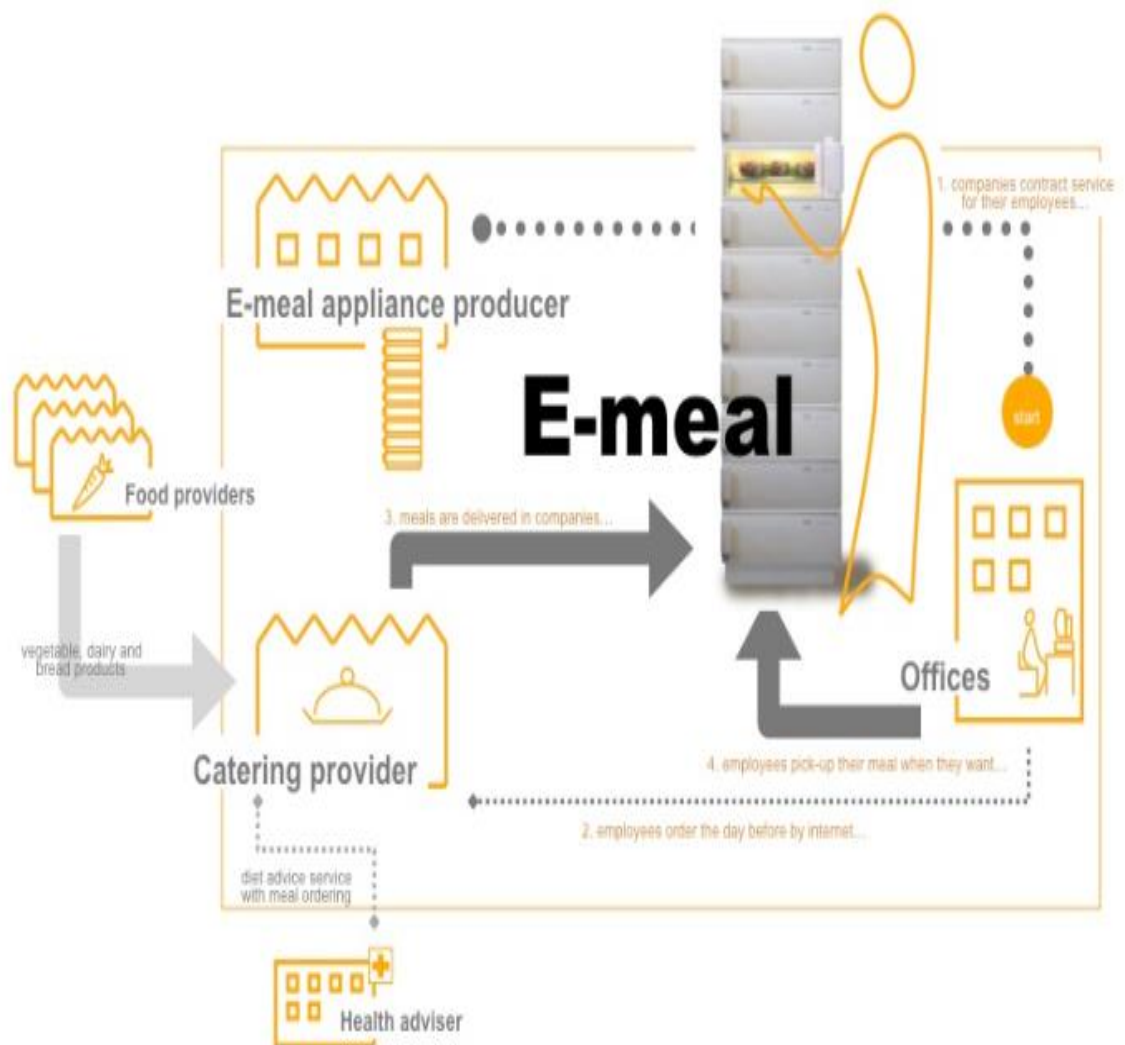 1. companies contract service
for their employees...
E-meal appliance producer
start
E-meal
Food providers
3. meals are delivered in companies...
vegetable, dairy and
bread products
Offices
Catering provider
4. employees pick-up their meal when they want...
2. employees order the day before by internet...
diet advice service
with meal ordering
Health adviser